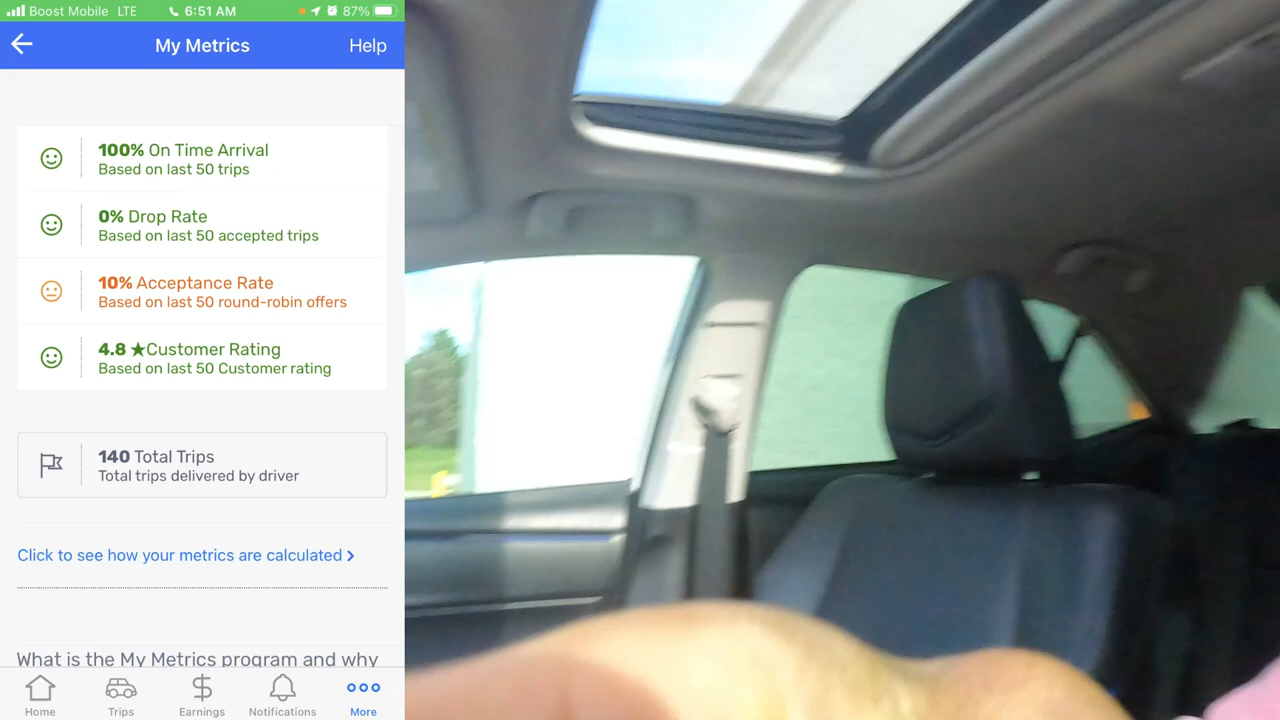 Boost Mobile LTE 6:51 AM 87%
My Metrics Help
100% On Time Arrival
Based on last 50 trips
0% Drop Rate
Based on last 50 accepted trips
10% Acceptance Rate
Based on last 50 round-robin offers
4.8 ★Customer Rating
Based on last 50 Customer rating
140 Total Trips
Total trips delivered by driver
Click to see how your metrics are calculated >
What is the My Metrics program and why
Home Trips Earnings Notifications More